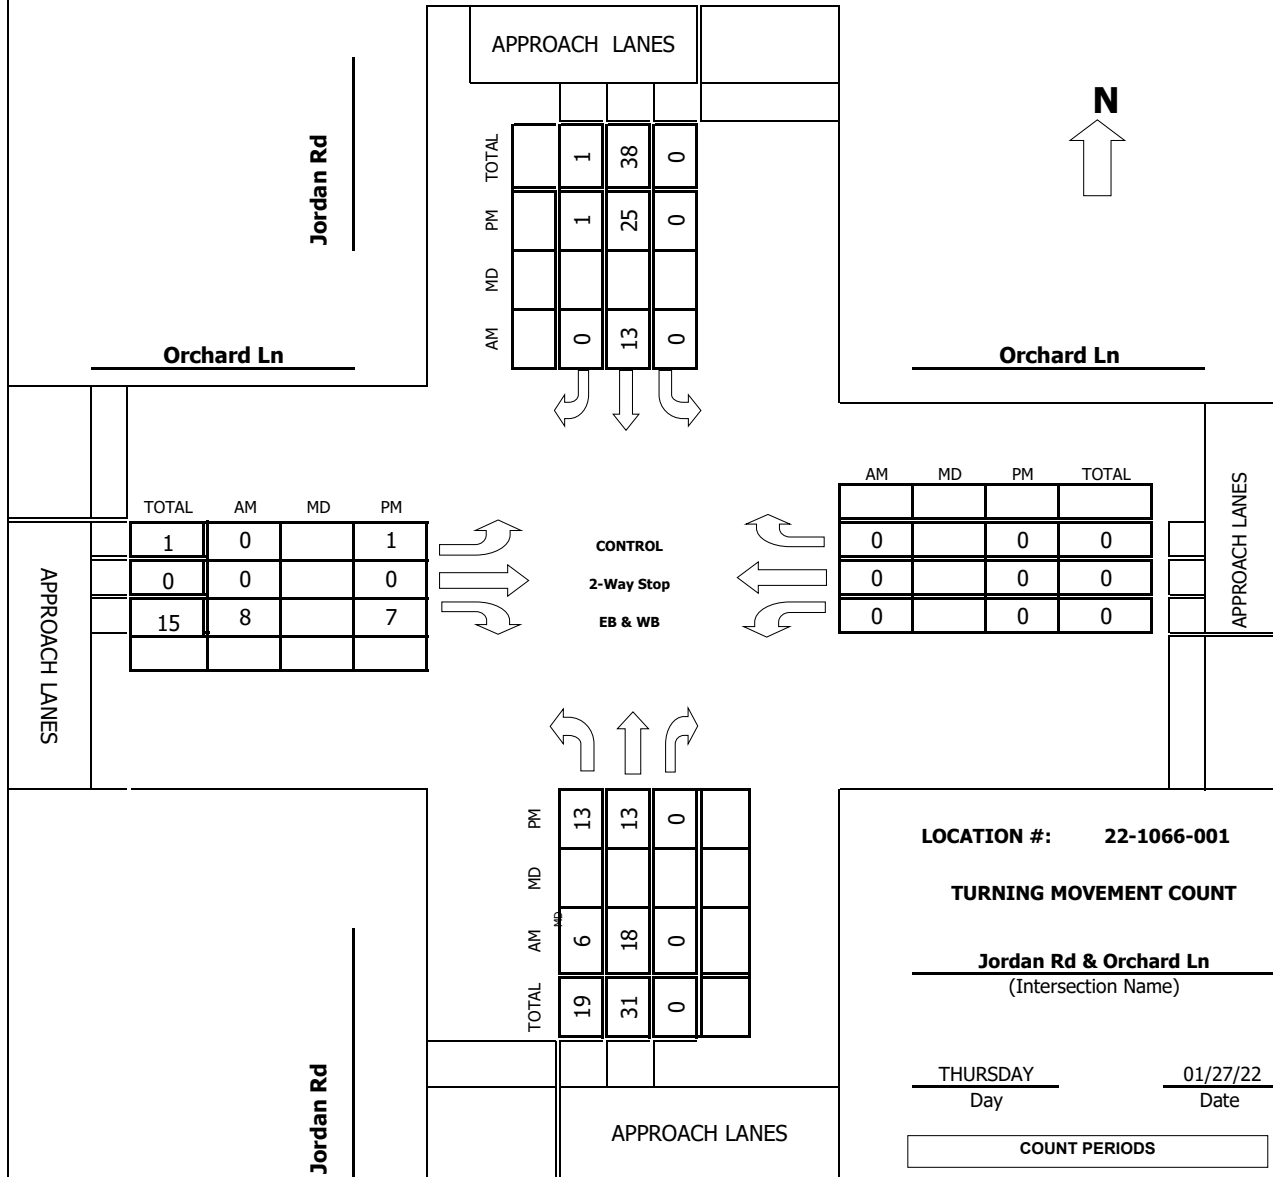 APPROACH LANES
N
Jordan Rd
TOTAL 1 38 0
PM 1 25 0
MD
AM 0 13 0
Orchard Ln
Orchard Ln
AM MD PM TOTAL
0 0 0
0 0 0
0 0 0
APPROACH LANES
TOTAL AM MD PM
1 0 1
0 0 0
15 8 7
APPROACH LANES
CONTROL
2-Way Stop
EB & WB
PM 13 13 0
MD
MD
AM 6 18 0
TOTAL 19 31 0
Jordan Rd
APPROACH LANES
LOCATION #: 22-1066-001
TURNING MOVEMENT COUNT
Jordan Rd & Orchard Ln
(Intersection Name)
THURSDAY 01/27/22
Day Date
COUNT PERIODS